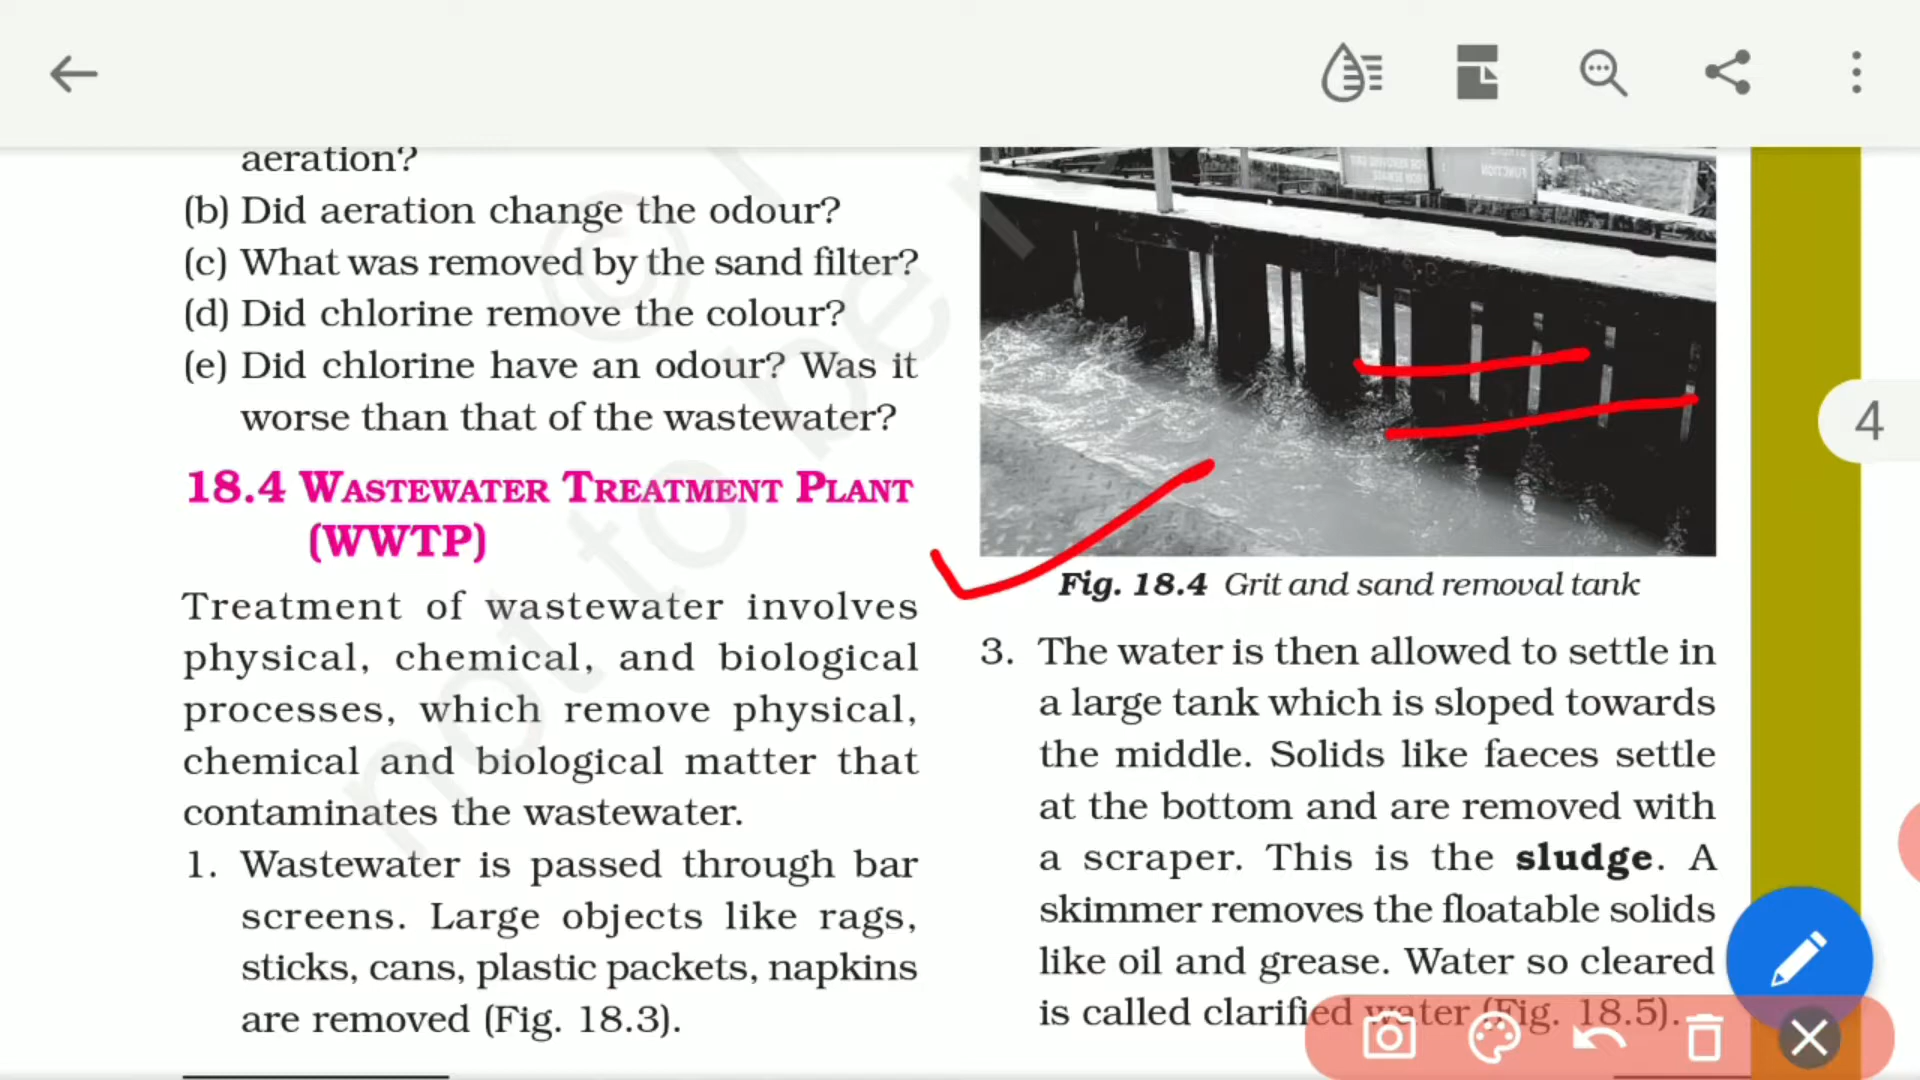 aeration?
(b) Did aeration change the odour?
(c) What was removed by the sand filter?
(d) Did chlorine remove the colour?
(e) Did chlorine have an odour? Was it
worse than that of the wastewater?
18.4 WASTEWATER TREATMENT PLANT
(WWTP)
Treatment of wastewater involves
physical, chemical, and biological
processes, which remove physical,
chemical and biological matter that
contaminates the wastewater.
1. Wastewater is passed through bar
screens. Large objects like rags,
sticks, cans, plastic packets, napkins
are removed (Fig. 18.3).
FUNCTION
Fig. 18.4 Grit and sand removal tank
3. The water is then allowed to settle in
a large tank which is sloped towards
the middle. Solids like faeces settle
at the bottom and are removed with
a scraper. This is the sludge. A
skimmer removes the floatable solids
like oil and grease. Water so cleared
is called clarified water (Fig. 18.5).
4
©
not to be r